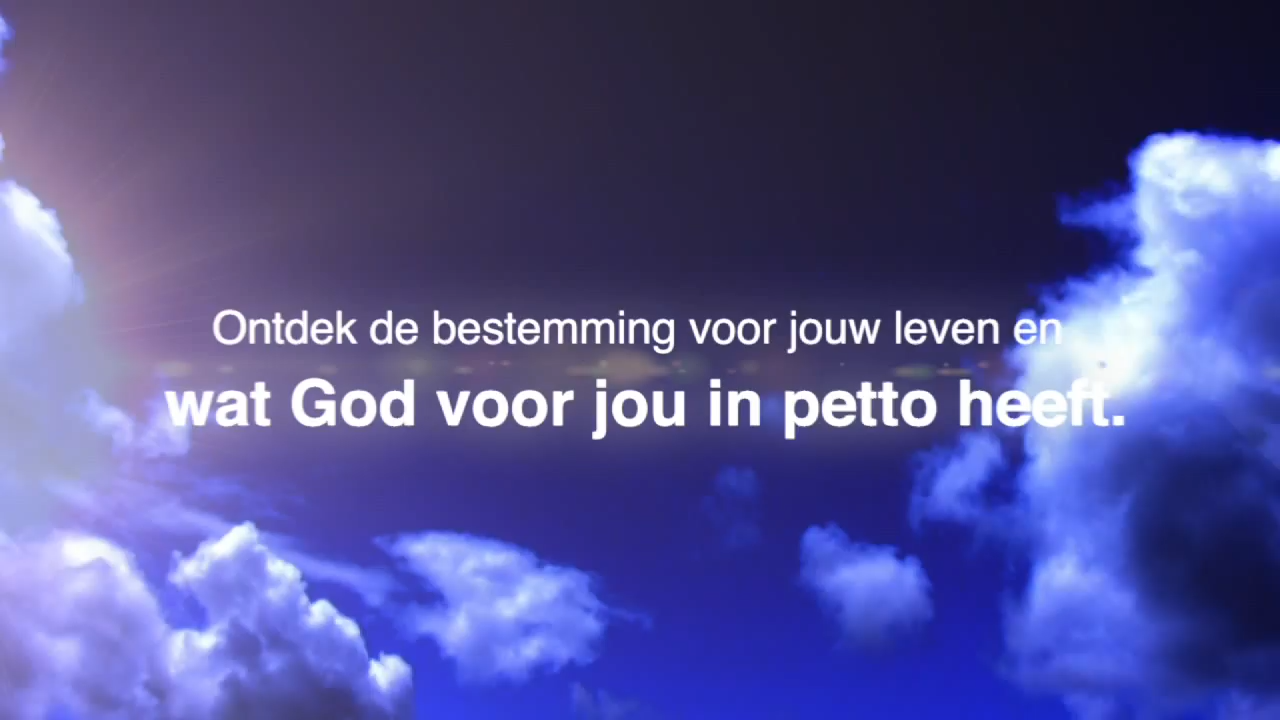 Ontdek de bestemming voor jouw leven en
wat God voor jou in petto heeft.